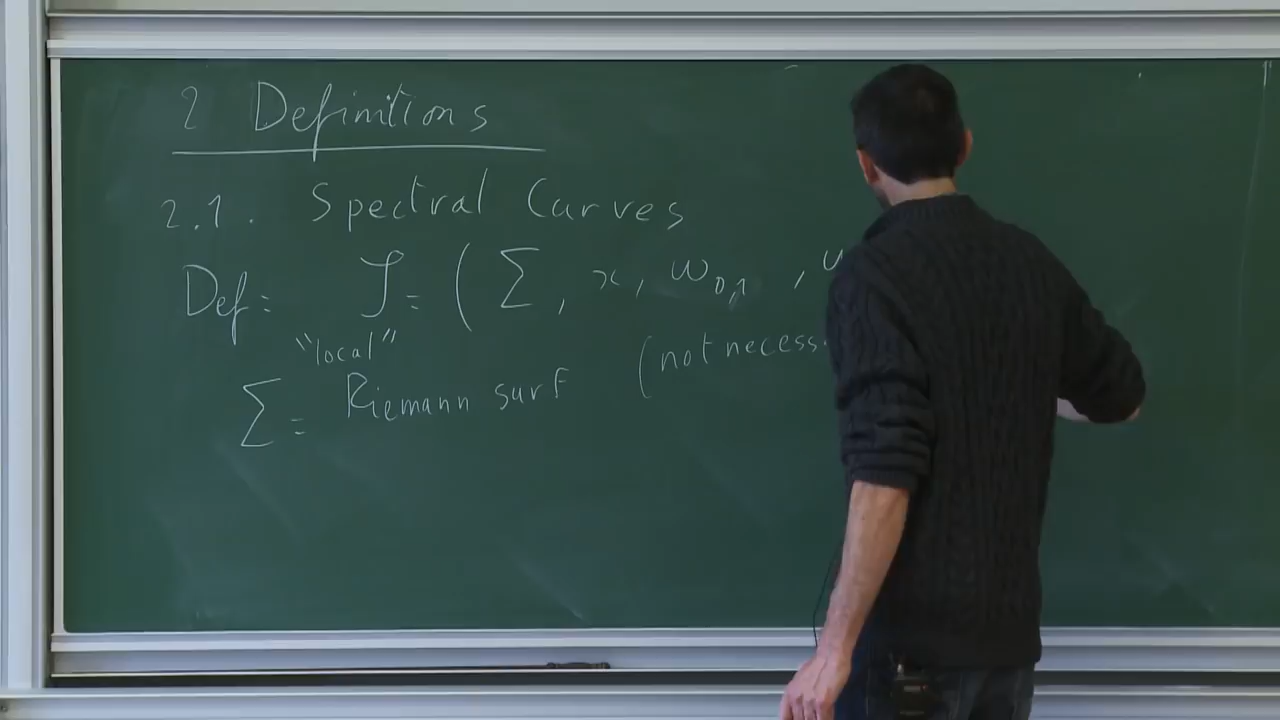 2 Definitions
2.1. Spectral Curves
Def: 𝒮 = ( Σ, x, ω₀,₁ ,
"local"
Σ = Riemann surf (not necess.